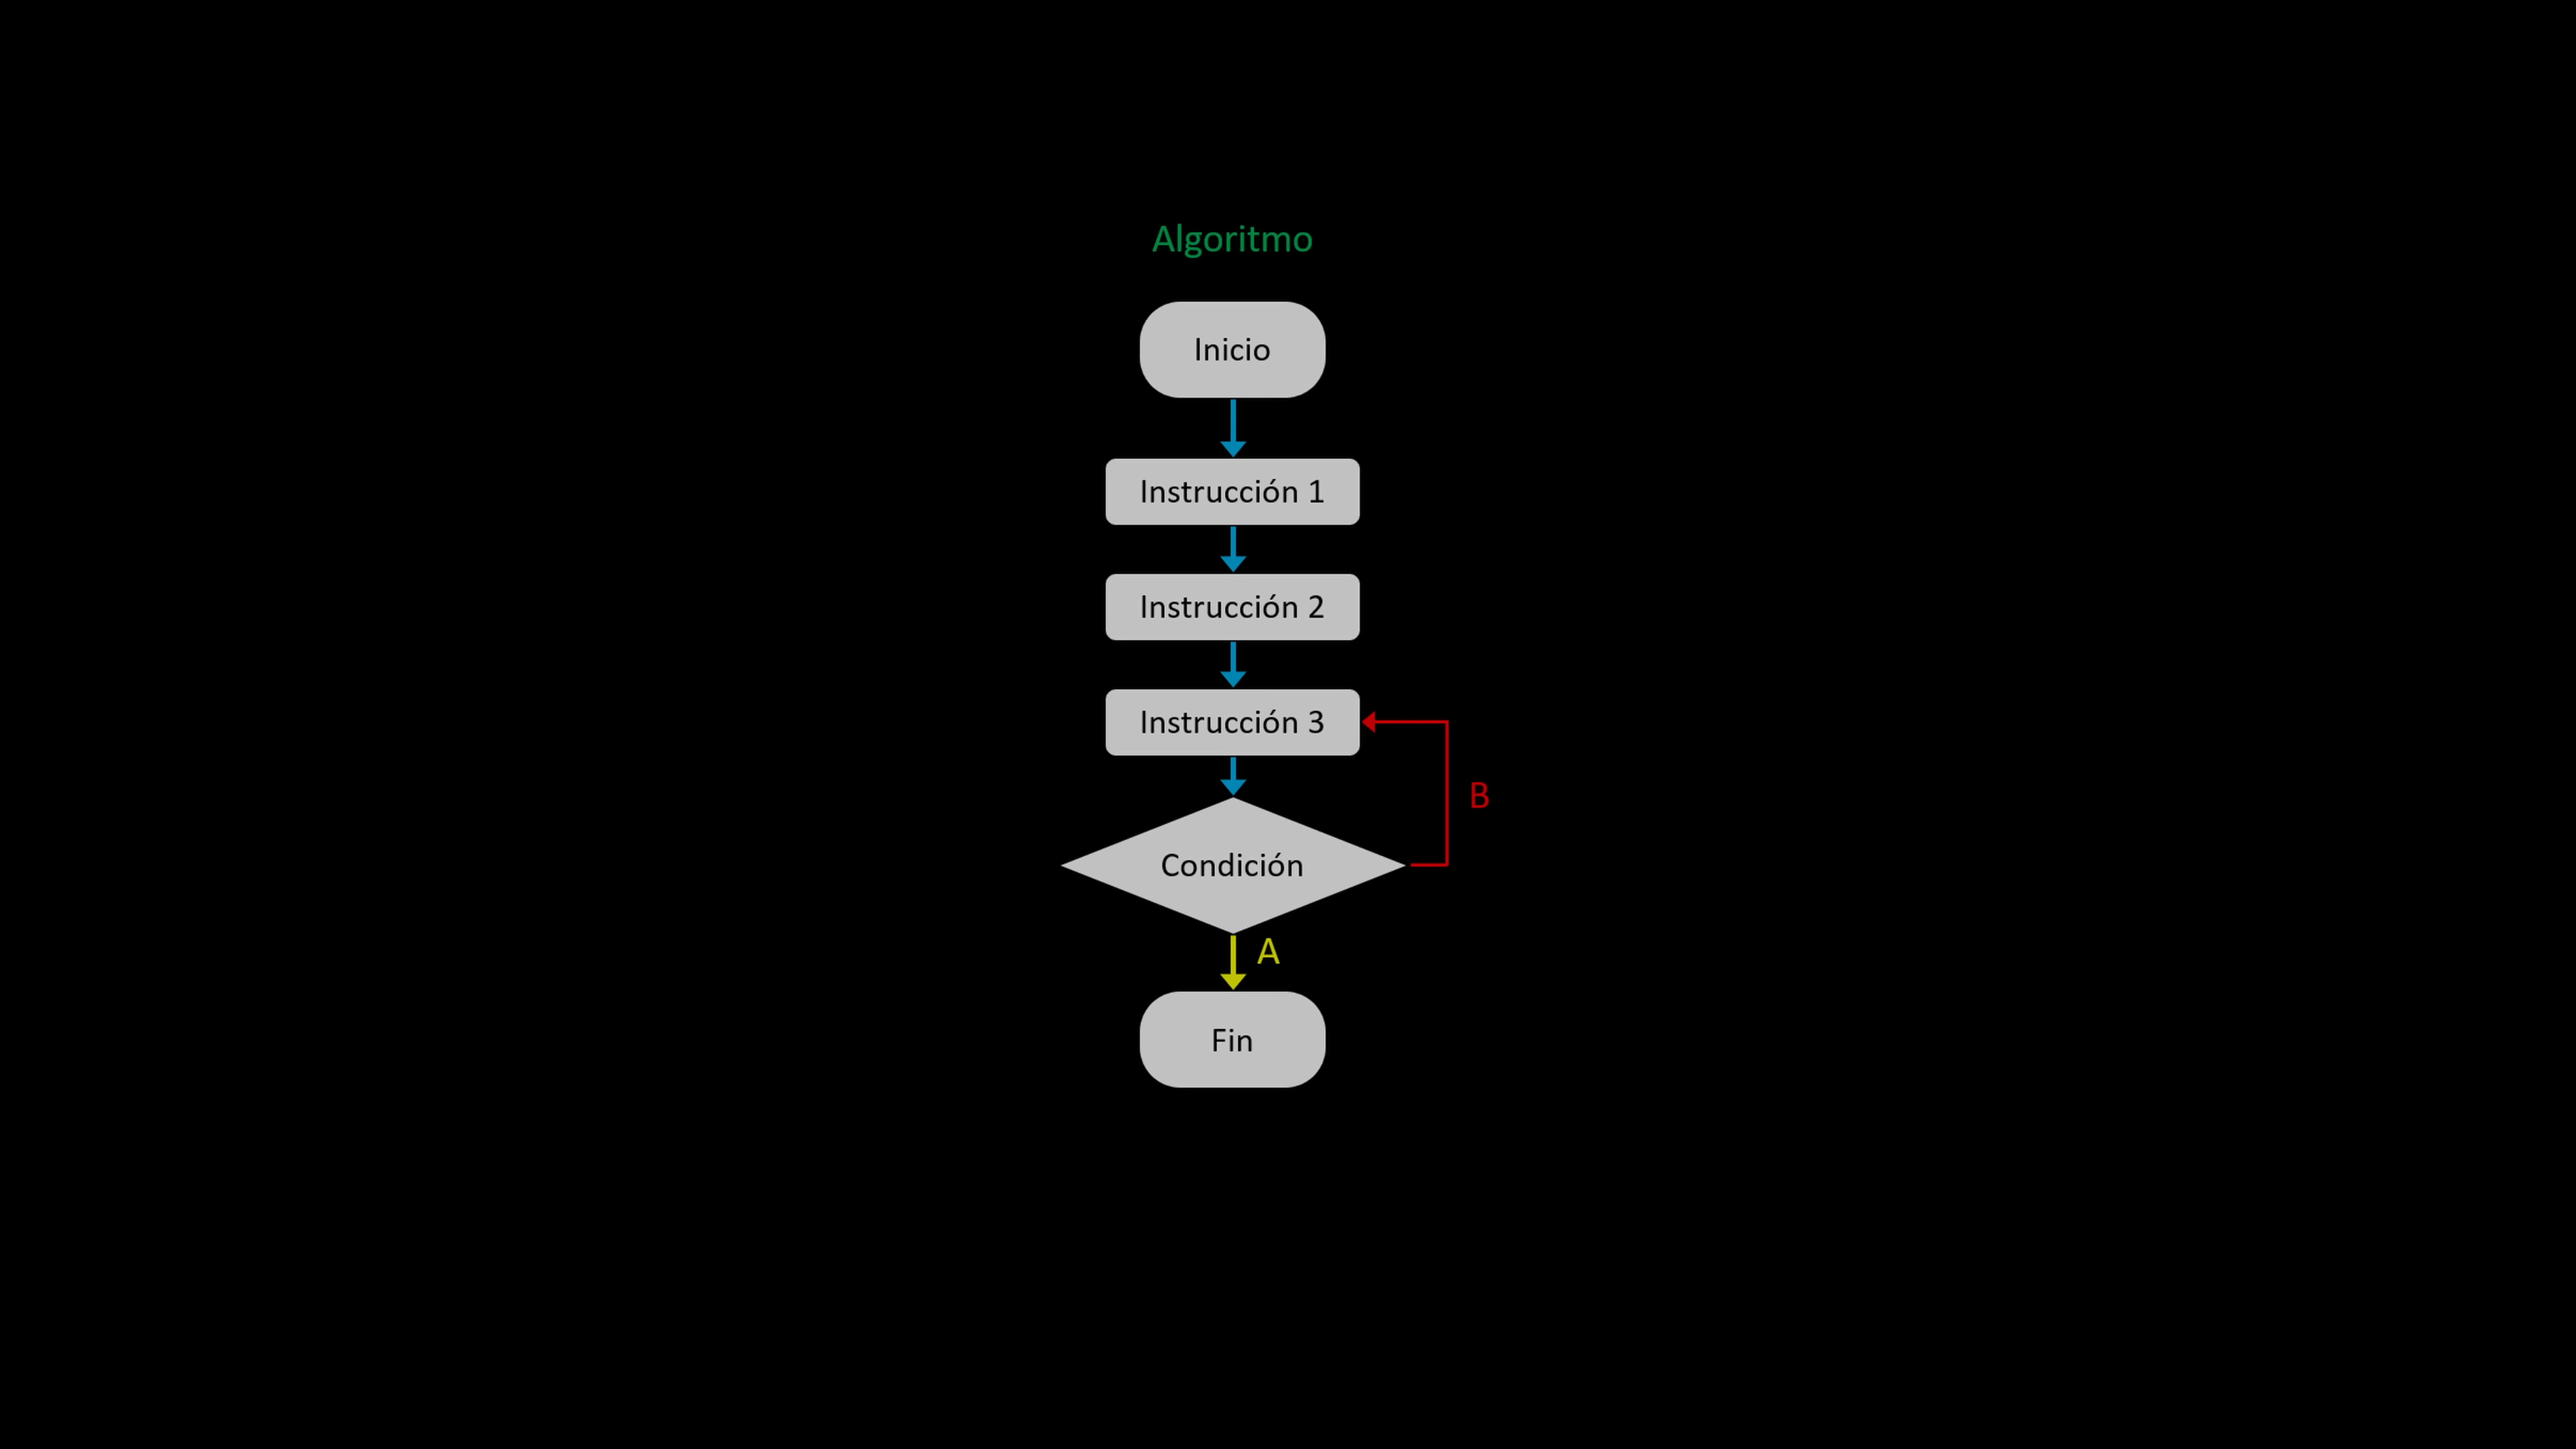 Algoritmo
Inicio
Instrucción 1
Instrucción 2
Instrucción 3
B
Condición
A
Fin